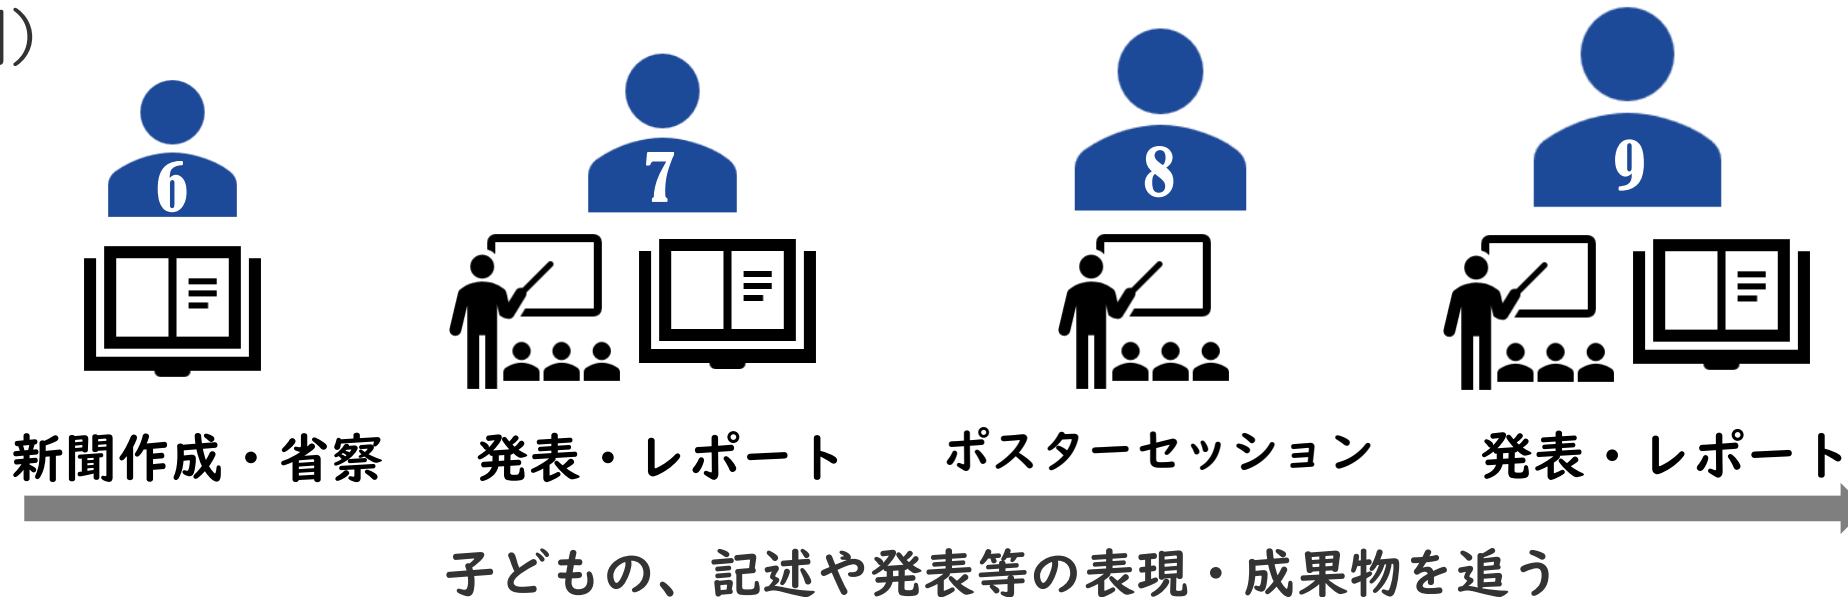 ）
6 7 8 9
新聞作成・省察 発表・レポート ポスターセッション 発表・レポート
子どもの、記述や発表等の表現・成果物を追う